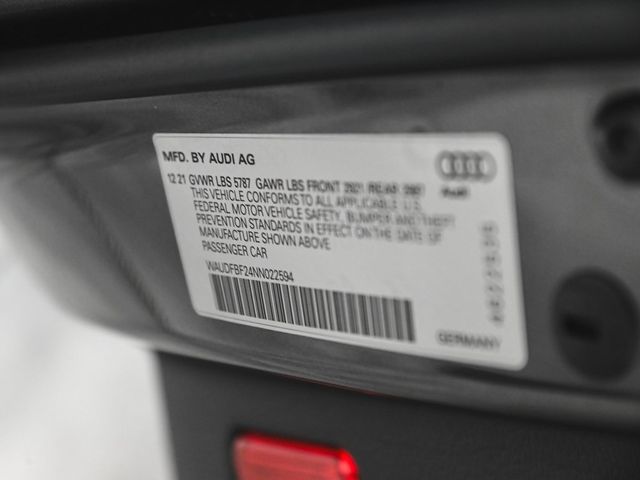 MFD. BY AUDI AG
12 21 GVWR LBS 5787 GAWR LBS FRONT 2921 REAR
THIS VEHICLE CONFORMS TO ALL APPLICABLE U.S.
FEDERAL MOTOR VEHICLE SAFETY, BUMPER AND THEFT
PREVENTION STANDARDS IN EFFECT ON THE DATE OF
MANUFACTURE SHOWN ABOVE
PASSENGER CAR
WAUDFBF24NN022594
Audi
GERMANY